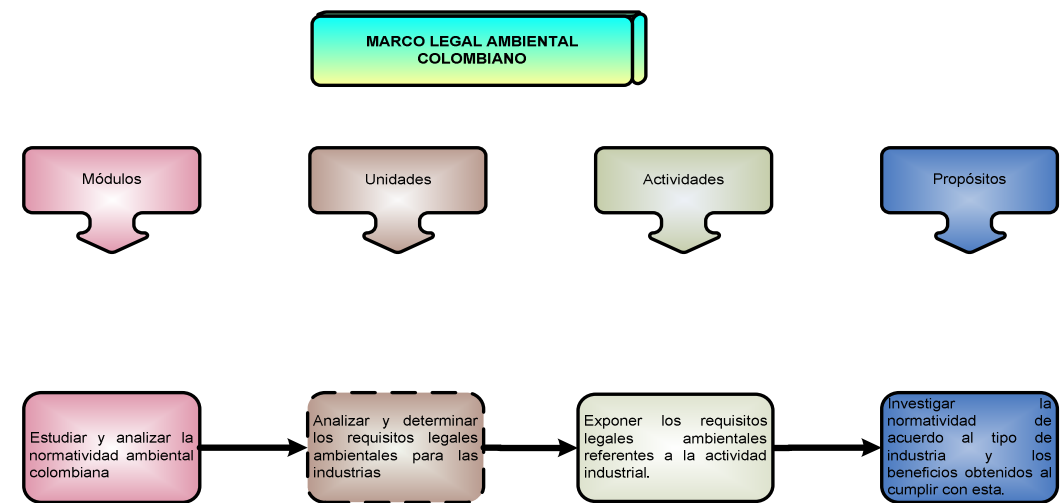 MARCO LEGAL AMBIENTAL
COLOMBIANO
Módulos
Unidades
Actividades
Propósitos
Estudiar y analizar la
normatividad ambiental
colombiana
Analizar y determinar
los requisitos legales
ambientales para las
industrias
Exponer los requisitos
legales ambientales
referentes a la actividad
industrial.
Investigar la
normatividad de
acuerdo al tipo de
industria y los
beneficios obtenidos al
cumplir con esta.